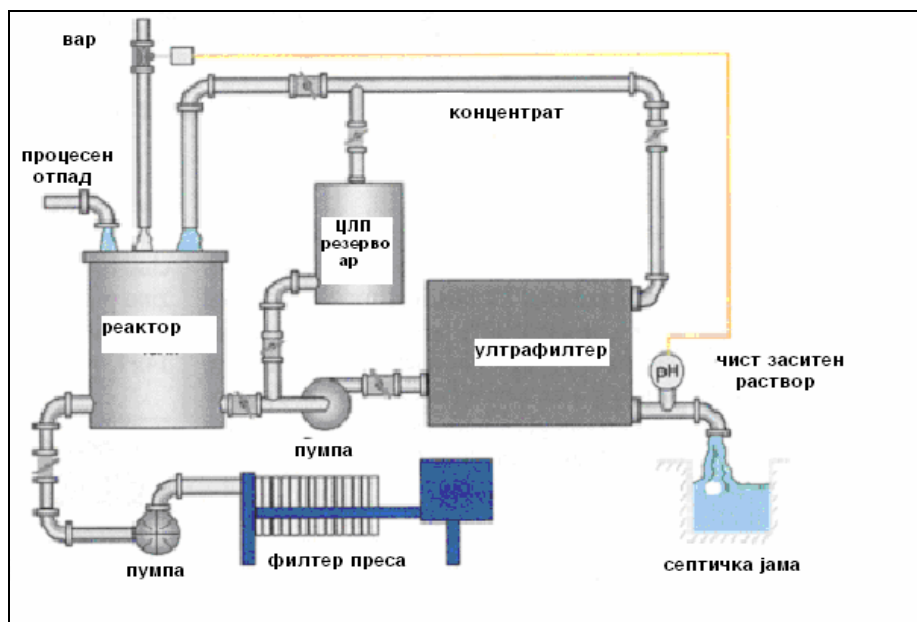 вар
концентрат
процесен
отпад
ЦЛП
резерво
ар
реактор
ултрафилтер
pH
чист заситен
раствор
пумпа
филтер преса
пумпа
септичка јама